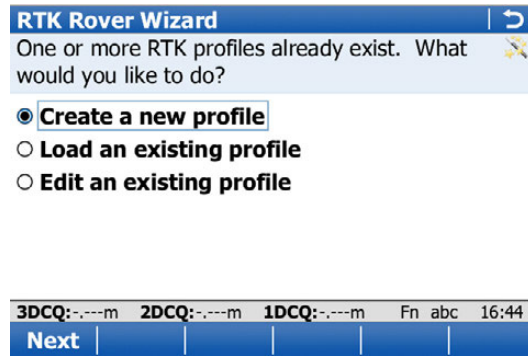 RTK Rover Wizard
One or more RTK profiles already exist. What
would you like to do?
Create a new profile
Load an existing profile
Edit an existing profile
3DCQ:-.---m 2DCQ:-.---m 1DCQ:-.---m Fn abc 16:44
Next